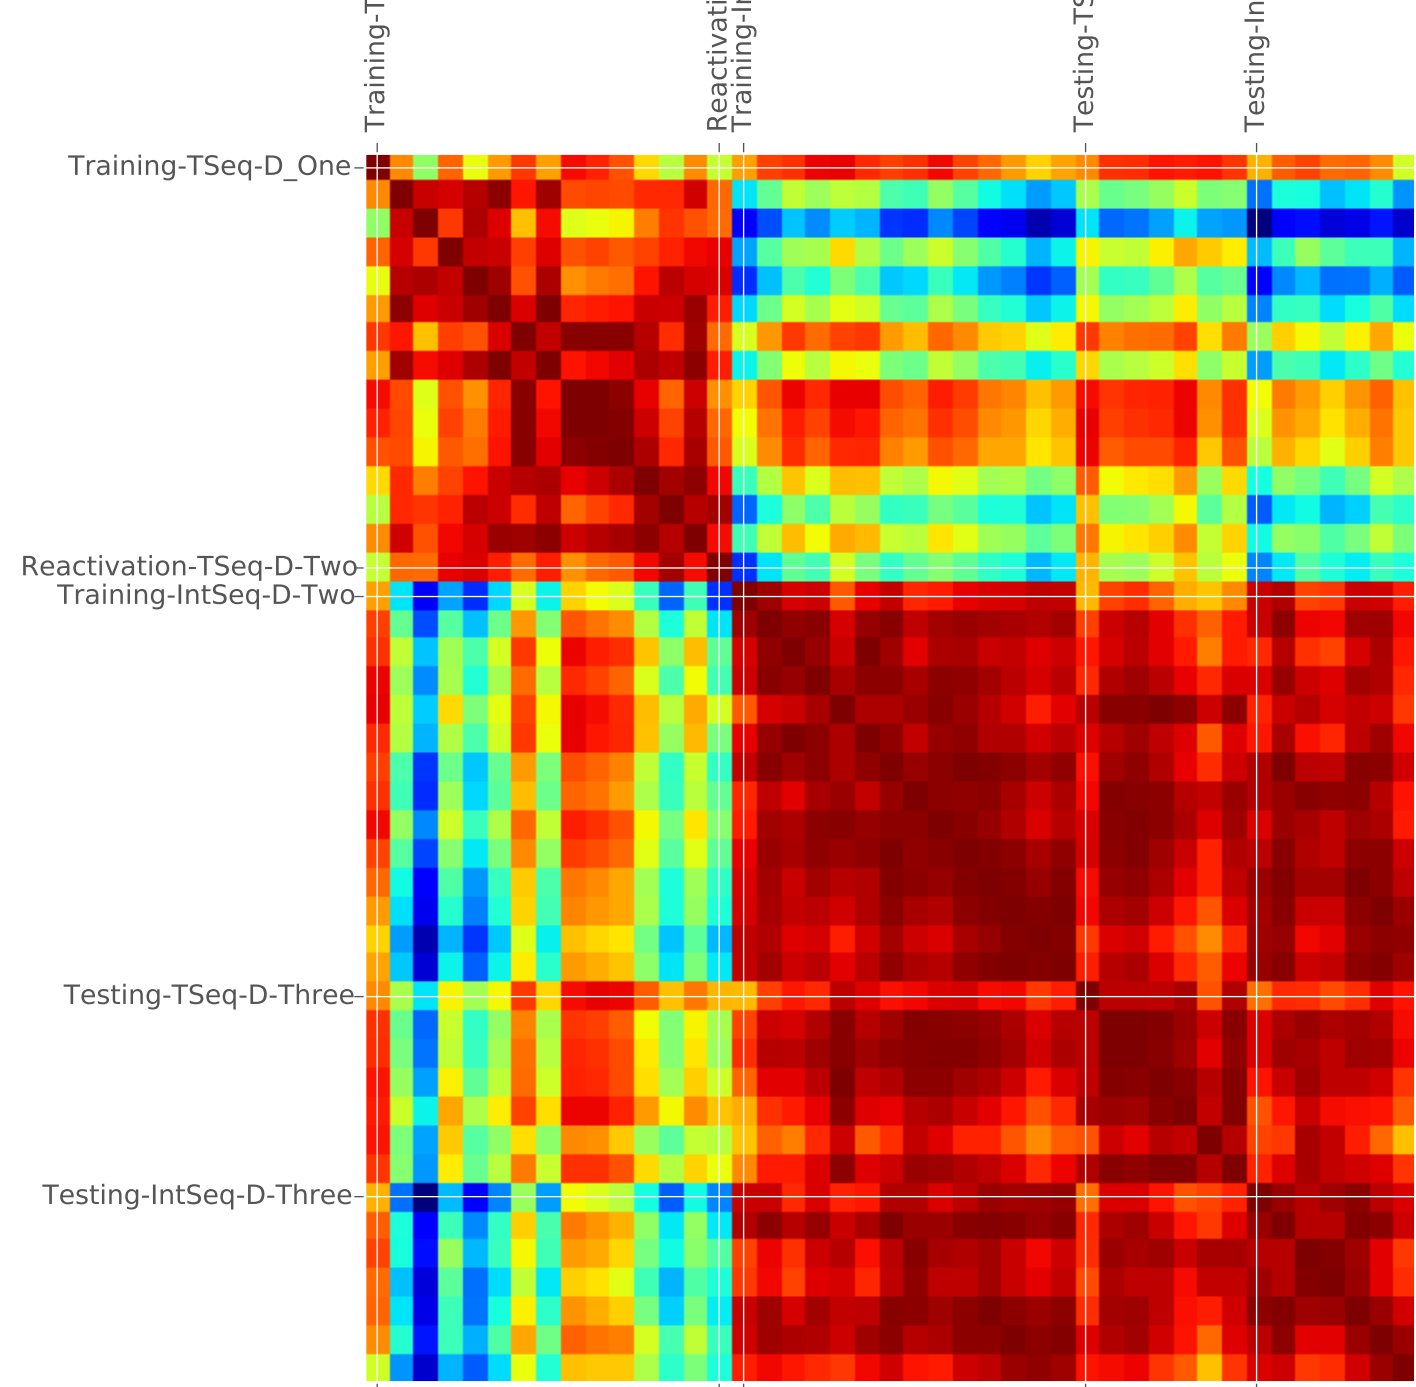 Training-T
Reactivati
Training-I
Testing-TS
Testing-In
Training-TSeq-D_One
Reactivation-TSeq-D-Two
Training-IntSeq-D-Two
Testing-TSeq-D-Three
Testing-IntSeq-D-Three